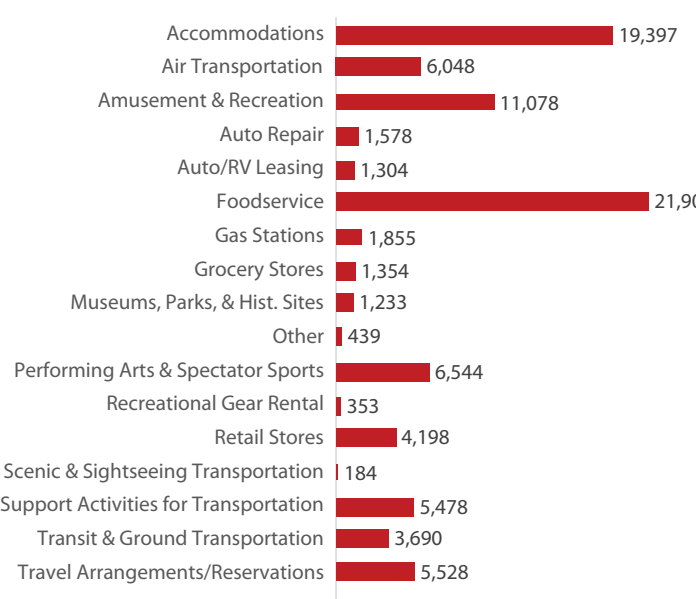 Accommodations 19,397
Air Transportation 6,048
Amusement & Recreation 11,078
Auto Repair 1,578
Auto/RV Leasing 1,304
Foodservice
Gas Stations 1,855
Grocery Stores 1,354
Museums, Parks, & Hist. Sites 1,233
Other 439
Performing Arts & Spectator Sports 6,544
Recreational Gear Rental 353
Retail Stores 4,198
Scenic & Sightseeing Transportation 184
Support Activities for Transportation 5,478
Transit & Ground Transportation 3,690
Travel Arrangements/Reservations 5,528